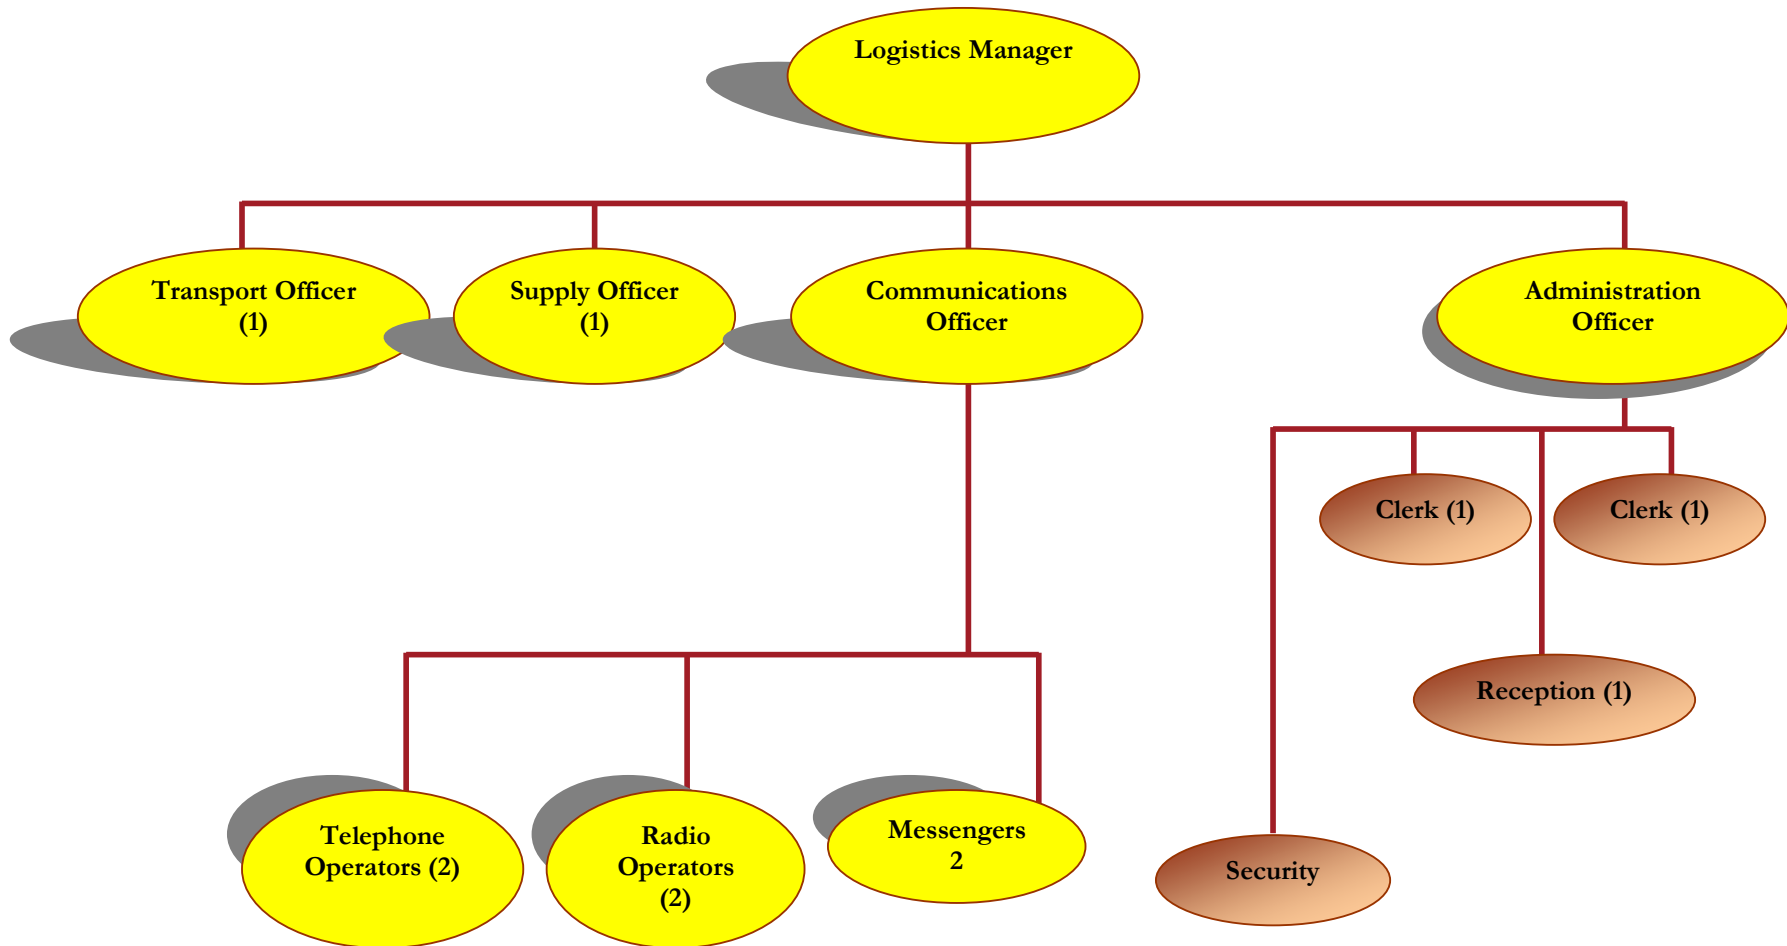 Logistics Manager
Transport Officer
(1)
Supply Officer
(1)
Communications
Officer
Administration
Officer
Clerk (1)
Clerk (1)
Reception (1)
Telephone
Operators (2)
Radio
Operators
(2)
Messengers
2
Security